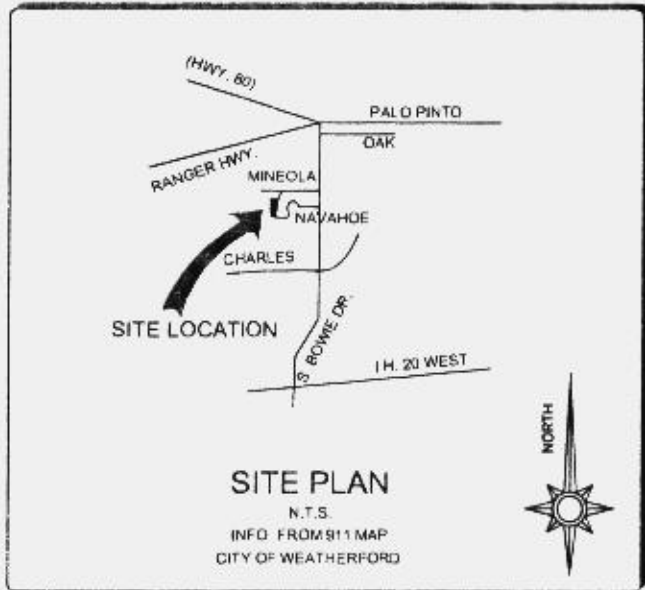 (HWY. 80)
PALO PINTO
OAK
RANGER HWY.
MINEOLA
NAVAHOE
CHARLES
SITE LOCATION
S. BOWIE DR.
I.H. 20 WEST
NORTH
SITE PLAN
N.T.S.
INFO FROM 911 MAP
CITY OF WEATHERFORD